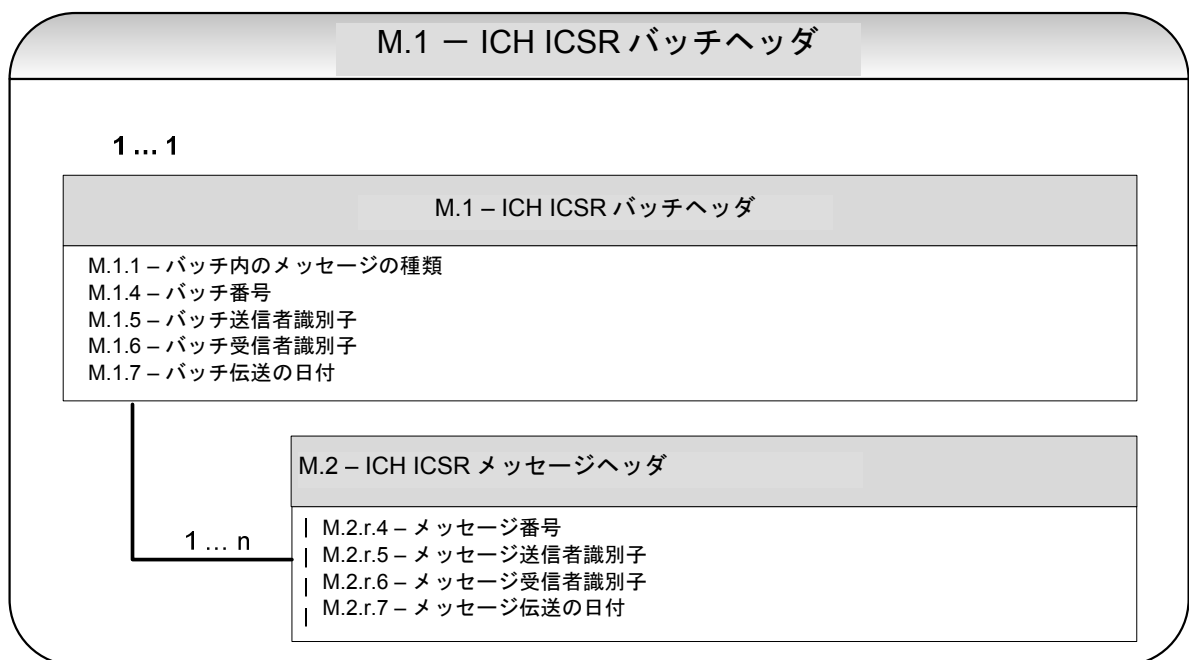 M.1 － ICH ICSR バッチヘッダ
1 … 1
M.1 – ICH ICSR バッチヘッダ
M.1.1 – バッチ内のメッセージの種類
M.1.4 – バッチ番号
M.1.5 – バッチ送信者識別子
M.1.6 – バッチ受信者識別子
M.1.7 – バッチ伝送の日付
M.2 – ICH ICSR メッセージヘッダ
1 … n
M.2.r.4 – メッセージ番号
M.2.r.5 – メッセージ送信者識別子
M.2.r.6 – メッセージ受信者識別子
M.2.r.7 – メッセージ伝送の日付